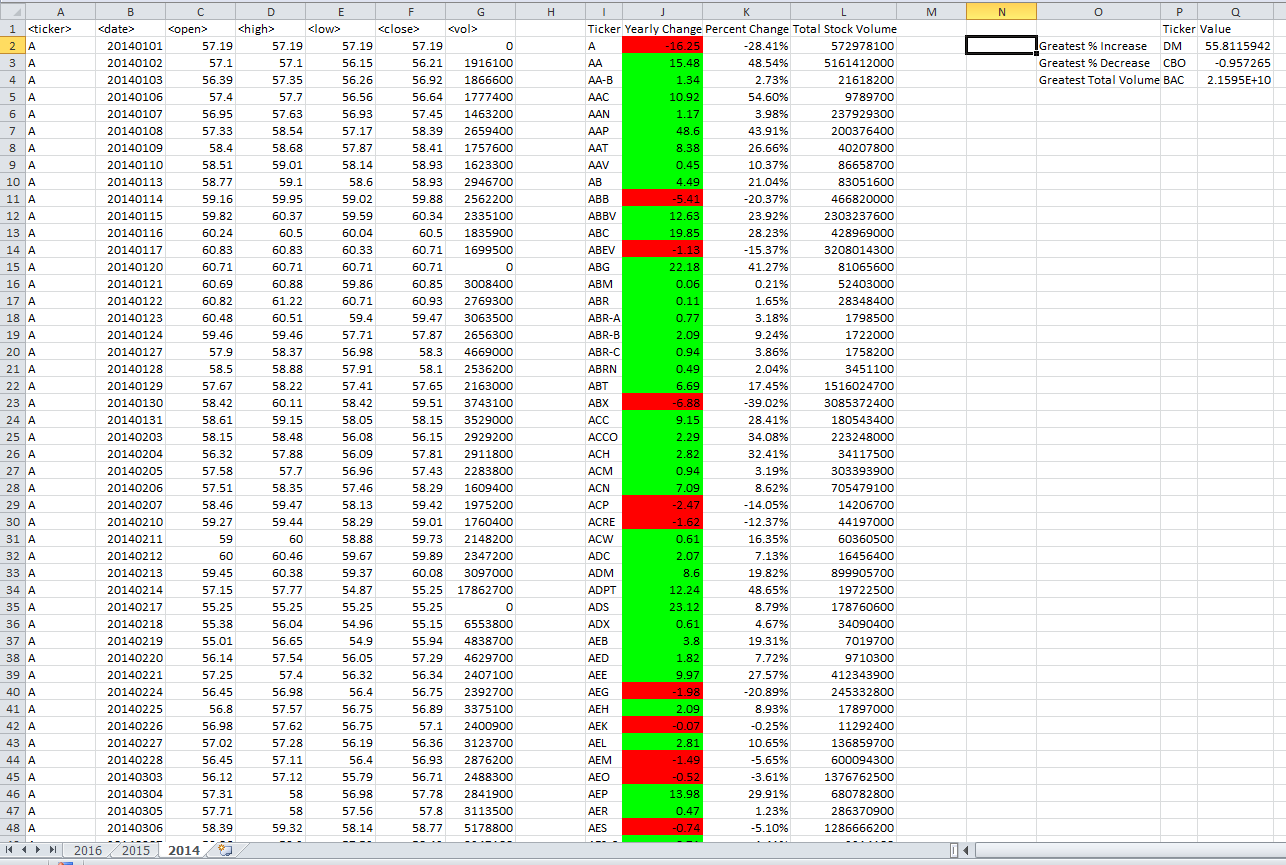 A B C D E F G H I J K L M N O P Q
1 <ticker> <date> <open> <high> <low> <close> <vol> Ticker Yearly Change Percent Change Total Stock Volume Ticker Value
2 A 20140101 57.19 57.19 57.19 57.19 0 A -16.25 -28.41% 572978100 Greatest % Increase DM 55.8115942
3 A 20140102 57.1 57.1 56.15 56.21 1916100 AA 15.48 48.54% 5161412000 Greatest % Decrease CBO -0.957265
4 A 20140103 56.39 57.35 56.26 56.92 1866600 AA-B 1.34 2.73% 21618200 Greatest Total Volume BAC 2.1595E+10
5 A 20140106 57.4 57.7 56.56 56.64 1777400 AAC 10.92 54.60% 9789700
6 A 20140107 56.95 57.63 56.93 57.45 1463200 AAN 1.17 3.98% 237929300
7 A 20140108 57.33 58.54 57.17 58.39 2659400 AAP 48.6 43.91% 200376400
8 A 20140109 58.4 58.68 57.87 58.41 1757600 AAT 8.38 26.66% 40207800
9 A 20140110 58.51 59.01 58.14 58.93 1623300 AAV 0.45 10.37% 86658700
10 A 20140113 58.77 59.1 58.6 58.93 2946700 AB 4.49 21.04% 83051600
11 A 20140114 59.16 59.95 59.02 59.88 2562200 ABB -5.41 -20.37% 466820000
12 A 20140115 59.82 60.37 59.59 60.34 2335100 ABBV 12.63 23.92% 2303237600
13 A 20140116 60.24 60.5 60.04 60.5 1835900 ABC 19.85 28.23% 428969000
14 A 20140117 60.83 60.83 60.33 60.71 1699500 ABEV -1.13 -15.37% 3208014300
15 A 20140120 60.71 60.71 60.71 60.71 0 ABG 22.18 41.27% 81065600
16 A 20140121 60.69 60.88 59.86 60.85 3008400 ABM 0.06 0.21% 52403000
17 A 20140122 60.82 61.22 60.71 60.93 2769300 ABR 0.11 1.65% 28348400
18 A 20140123 60.48 60.51 59.4 59.47 3063500 ABR-A 0.77 3.18% 1798500
19 A 20140124 59.46 59.46 57.71 57.87 2656300 ABR-B 2.09 9.24% 1722000
20 A 20140127 57.9 58.37 56.98 58.3 4669000 ABR-C 0.94 3.86% 1758200
21 A 20140128 58.5 58.88 57.91 58.1 2536200 ABRN 0.49 2.04% 3451100
22 A 20140129 57.67 58.22 57.41 57.65 2163000 ABT 6.69 17.45% 1516024700
23 A 20140130 58.42 60.11 58.42 59.51 3743100 ABX -6.88 -39.02% 3085372400
24 A 20140131 58.61 59.15 58.05 58.15 3529000 ACC 9.15 28.41% 180543400
25 A 20140203 58.15 58.48 56.08 56.15 2929200 ACCO 2.29 34.08% 223248000
26 A 20140204 56.32 57.88 56.09 57.81 2911800 ACH 2.82 32.41% 34117500
27 A 20140205 57.58 57.7 56.96 57.43 2283800 ACM 0.94 3.19% 303393900
28 A 20140206 57.51 58.35 57.46 58.29 1609400 ACN 7.09 8.62% 705479100
29 A 20140207 58.46 59.47 58.13 59.42 1975200 ACP -2.47 -14.05% 14206700
30 A 20140210 59.27 59.44 58.29 59.01 1760400 ACRE -1.62 -12.37% 44197000
31 A 20140211 59 60 58.88 59.73 2148200 ACW 0.61 16.35% 60360500
32 A 20140212 60 60.46 59.67 59.89 2347200 ADC 2.07 7.13% 16456400
33 A 20140213 59.45 60.38 59.37 60.08 3097000 ADM 8.6 19.82% 899905700
34 A 20140214 57.15 57.77 54.87 55.25 17862700 ADPT 12.24 48.65% 19722500
35 A 20140217 55.25 55.25 55.25 55.25 0 ADS 23.12 8.79% 178760600
36 A 20140218 55.38 56.04 54.96 55.15 6553800 ADX 0.61 4.67% 34090400
37 A 20140219 55.01 56.65 54.9 55.94 4838700 AEB 3.8 19.31% 7019700
38 A 20140220 56.14 57.54 56.05 57.29 4629700 AED 1.82 7.72% 9710300
39 A 20140221 57.25 57.4 56.32 56.34 2407100 AEE 9.97 27.57% 412343900
40 A 20140224 56.45 56.98 56.4 56.75 2392700 AEG -1.98 -20.89% 245332800
41 A 20140225 56.8 57.57 56.75 56.89 3375100 AEH 2.09 8.93% 17897000
42 A 20140226 56.98 57.62 56.75 57.1 2400900 AEK -0.07 -0.25% 11292400
43 A 20140227 57.02 57.28 56.19 56.36 3123700 AEL 2.81 10.65% 136859700
44 A 20140228 56.45 57.11 56.4 56.93 2876200 AEM -1.49 -5.65% 600094300
45 A 20140303 56.12 57.12 55.79 56.71 2488300 AEO -0.52 -3.61% 1376762500
46 A 20140304 57.31 58 56.98 57.78 2841900 AEP 13.98 29.91% 680782800
47 A 20140305 57.71 58 57.56 57.8 3113500 AER 0.47 1.23% 286370900
48 A 20140306 58.39 59.32 58.14 58.77 5178800 AES -0.74 -5.10% 1286666200
2016 2015 2014